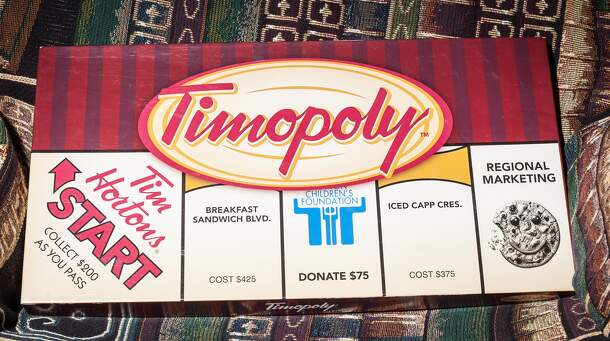 Timopoly™
Tim
Hortons®
START
COLLECT $200
AS YOU PASS
BREAKFAST
SANDWICH BLVD.
COST $425
CHILDREN'S
FOUNDATION
DONATE $75
ICED CAPP CRES.
COST $375
REGIONAL
MARKETING
Timopoly